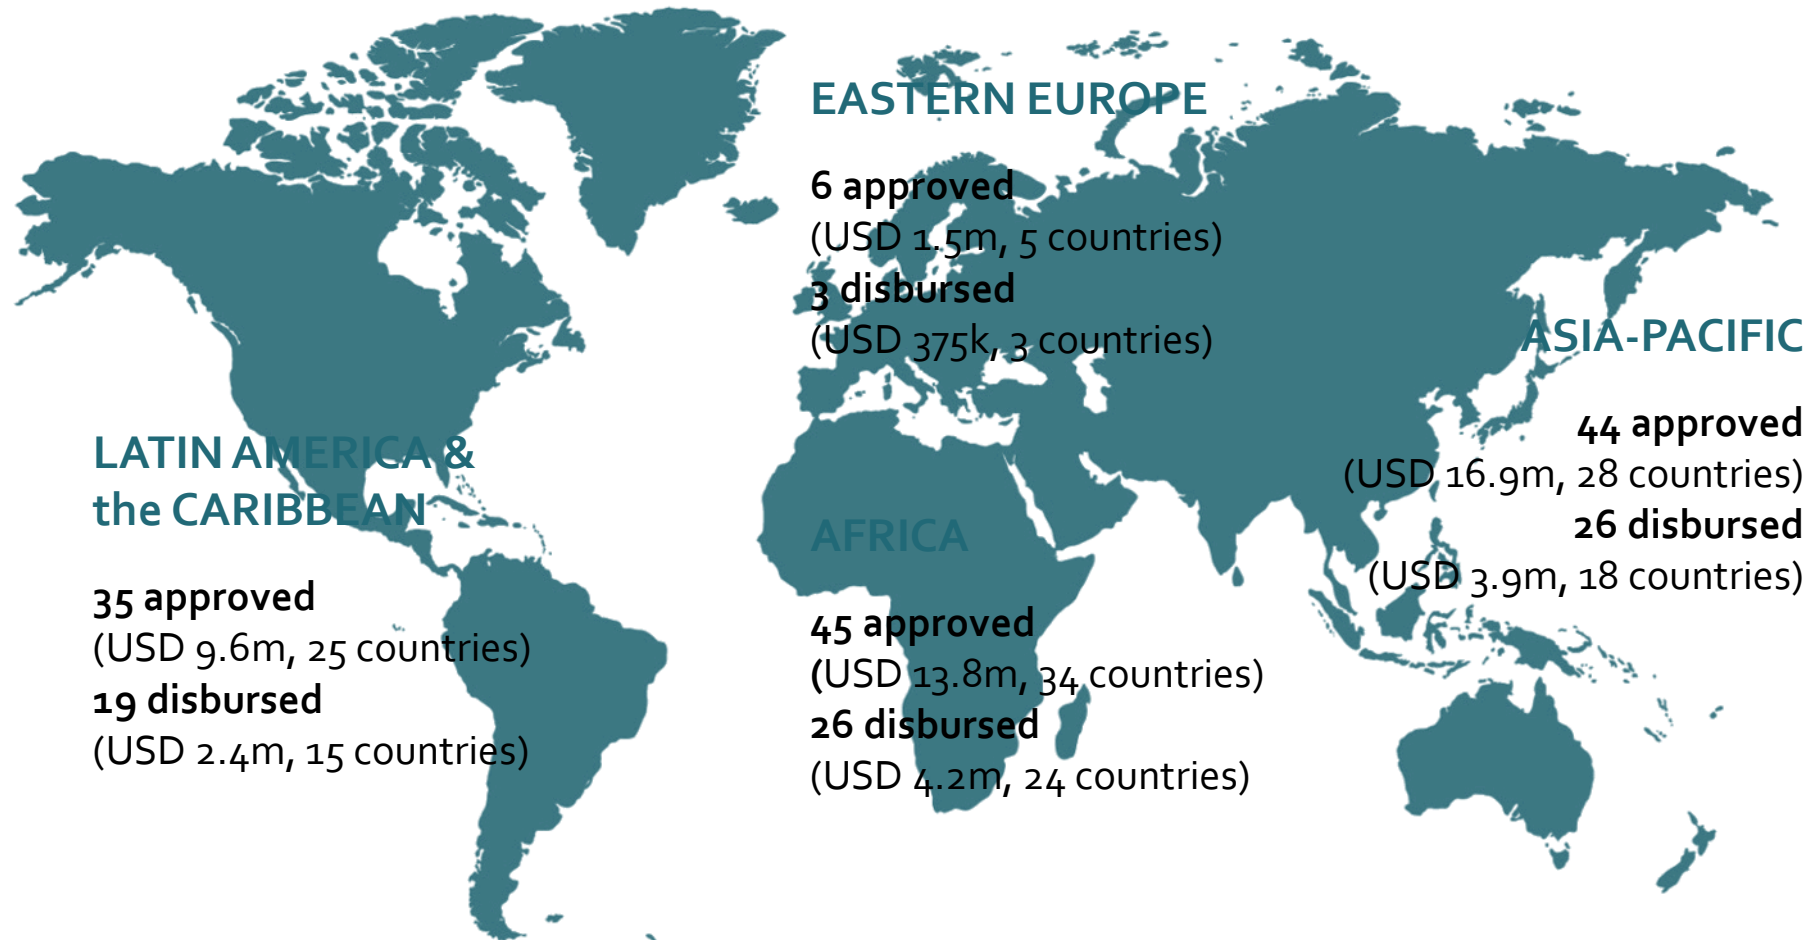 EASTERN EUROPE
6 approved
(USD 1.5m, 5 countries)
3 disbursed
(USD 375k, 3 countries)
ASIA-PACIFIC
44 approved
(USD 16.9m, 28 countries)
26 disbursed
(USD 3.9m, 18 countries)
LATIN AMERICA &
the CARIBBEAN
35 approved
(USD 9.6m, 25 countries)
19 disbursed
(USD 2.4m, 15 countries)
AFRICA
45 approved
(USD 13.8m, 34 countries)
26 disbursed
(USD 4.2m, 24 countries)